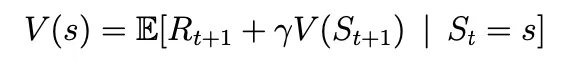 V(s) = 𝔼[R_{t+1} + γV(S_{t+1}) | S_t = s]